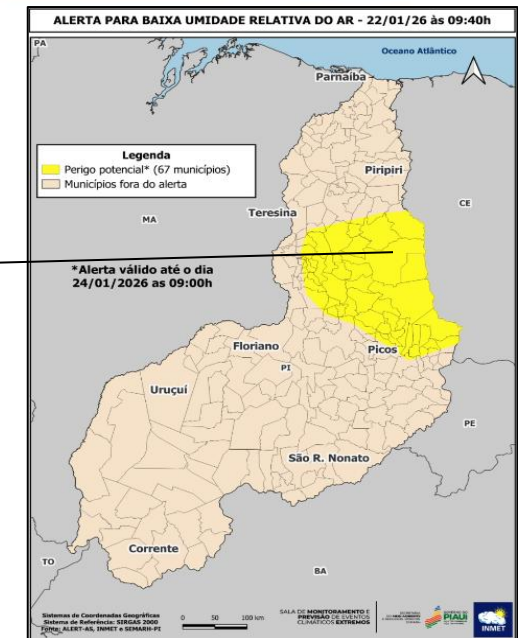 ALERTA PARA BAIXA UMIDADE RELATIVA DO AR - 22/01/26 às 09:40h
PA
Oceano Atlântico
Parnaíba
Legenda
Perigo potencial* (67 municípios)
Municípios fora do alerta
Piripiri
CE
Teresina
MA
*Alerta válido até o dia
24/01/2026 as 09:00h
Floriano
Picos
PI
Uruçuí
PE
São R. Nonato
Corrente
TO
BA
Sistemas de Coordenadas Geográficas
Sistema de Referência: SIRGAS 2000
Fonte: ALERT-AS, INMET e SEMARH-PI
0 50 100 km
SALA DE MONITORAMENTO E
PREVISÃO DE EVENTOS
CLIMÁTICOS EXTREMOS
PIAUÍ
INMET